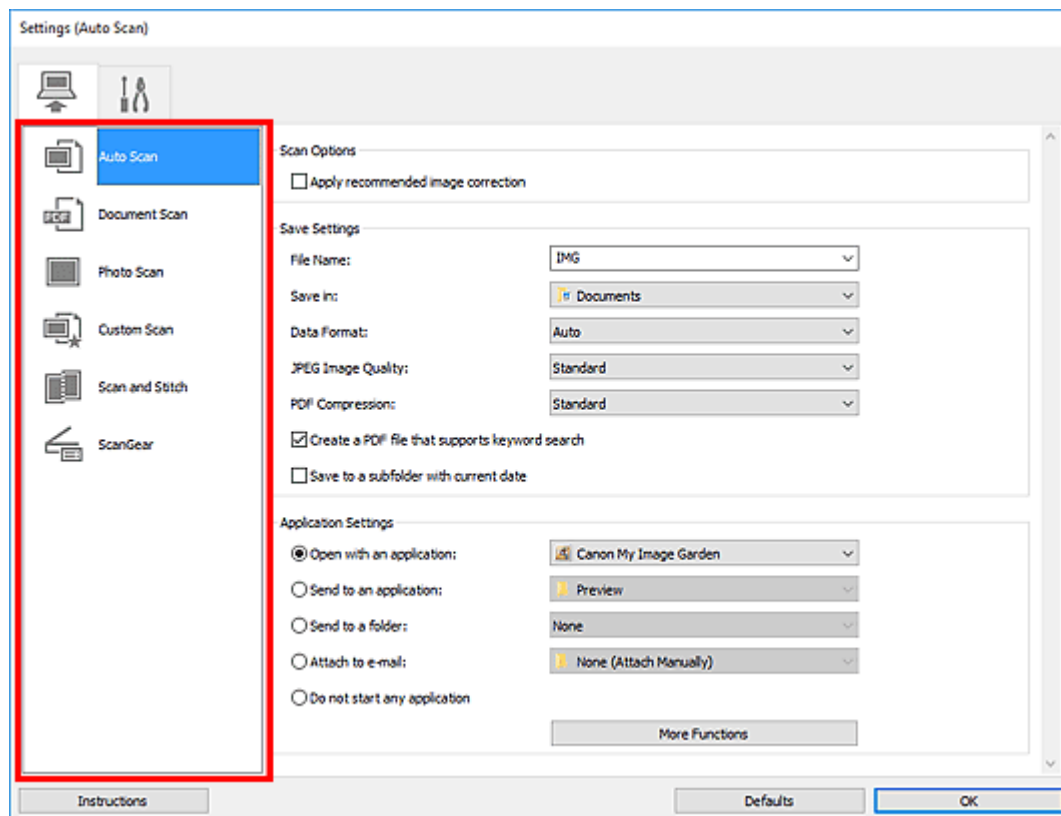 Settings (Auto Scan)
Auto Scan
Document Scan
Photo Scan
Custom Scan
Scan and Stitch
ScanGear
Scan Options
Apply recommended image correction
Save Settings
File Name: IMG
Save in: Documents
Data Format: Auto
JPEG Image Quality: Standard
PDF Compression: Standard
Create a PDF file that supports keyword search
Save to a subfolder with current date
Application Settings
Open with an application: Canon My Image Garden
Send to an application: Preview
Send to a folder: None
Attach to e-mail: None (Attach Manually)
Do not start any application
More Functions
Instructions Defaults OK